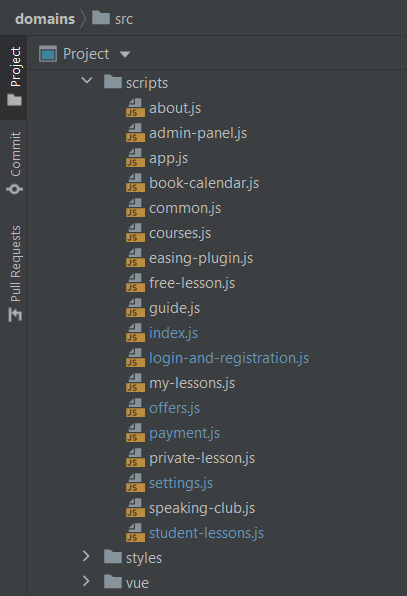 domains src
Project
Project
Commit
Pull Requests
scripts
JS about.js
JS admin-panel.js
JS app.js
JS book-calendar.js
JS common.js
JS courses.js
JS easing-plugin.js
JS free-lesson.js
JS guide.js
JS index.js
JS login-and-registration.js
JS my-lessons.js
JS offers.js
JS payment.js
JS private-lesson.js
JS settings.js
JS speaking-club.js
JS student-lessons.js
styles
vue